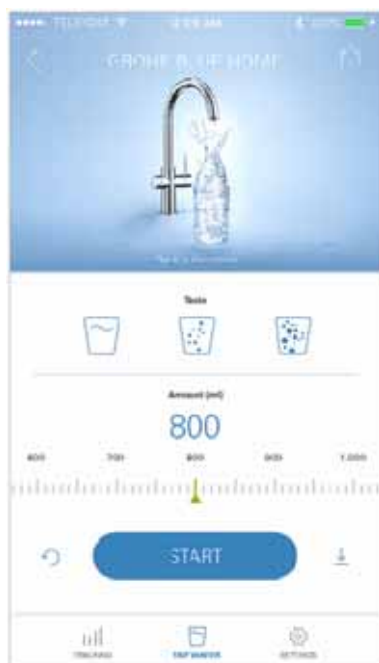 GROHE BLUE HOME
Taste
Amount (ml)
800
600 700 800 900 1.000
START
TRACKING TAP WATER SETTINGS